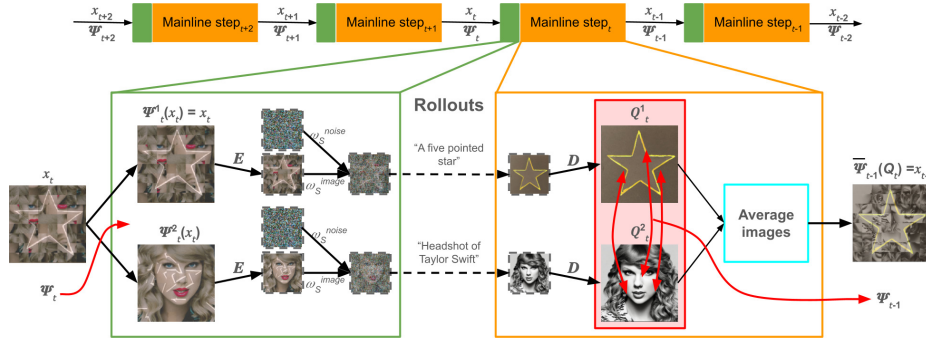 x_{t+2}
Ψ_{t+2}
Mainline step_{t+2}
x_{t+1}
Ψ_{t+1}
Mainline step_{t+1}
x_t
Ψ_t
Mainline step_t
x_{t-1}
Ψ_{t-1}
Mainline step_{t-1}
x_{t-2}
Ψ_{t-2}
Rollouts
Ψ^1_t(x_t) = x_t
E
ω_S^{noise}
ω_S^{image}
"A five pointed
star"
D
Q^1_t
x_t
Ψ_t
Ψ^2_t(x_t)
E
ω_S^{noise}
ω_S^{image}
"Headshot of
Taylor Swift"
D
Q^2_t
Average
images
Ψ̅_{t-1}(Q_t)=x_{t-
Ψ_{t-1}